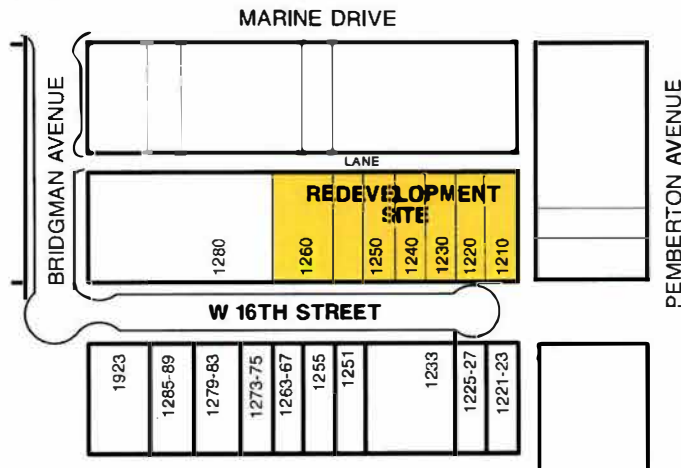 MARINE DRIVE
BRIDGMAN AVENUE
PEMBERTON AVENUE
LANE
REDEVELOPMENT
SITE
1280
1260
1250
1240
1230
1220
1210
W 16TH STREET
1923
1285-89
1279-83
1273-75
1263-67
1255
1251
1233
1225-27
1221-23